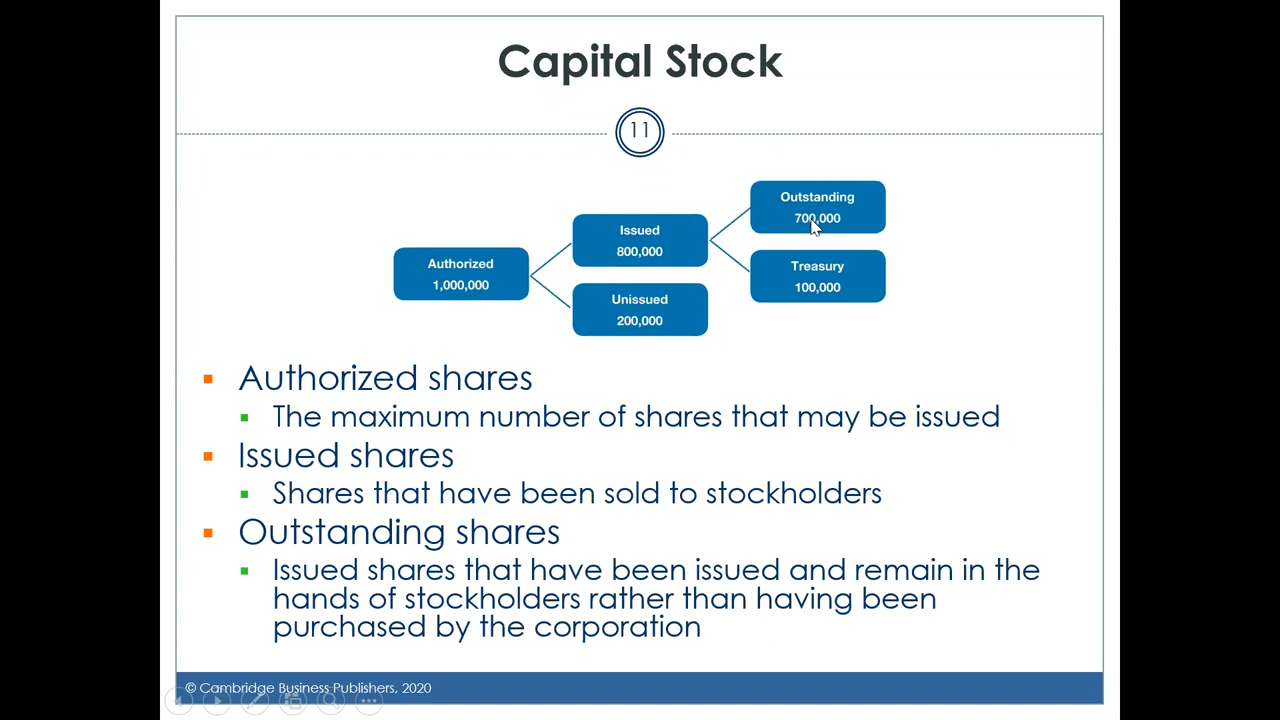 Capital Stock
11
Outstanding
700,000
Issued
800,000
Authorized
1,000,000
Treasury
100,000
Unissued
200,000
Authorized shares
The maximum number of shares that may be issued
Issued shares
Shares that have been sold to stockholders
Outstanding shares
Issued shares that have been issued and remain in the
hands of stockholders rather than having been
purchased by the corporation
© Cambridge Business Publishers, 2020